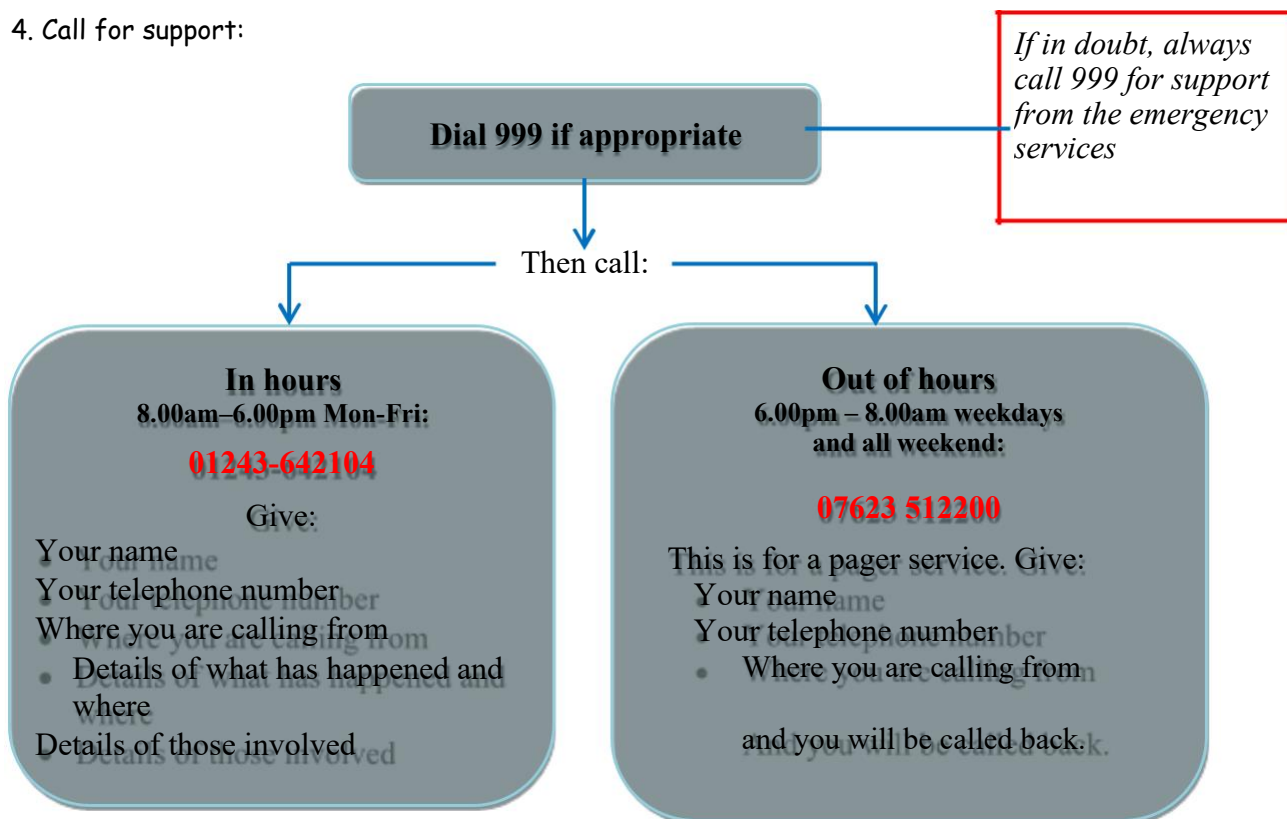 4. Call for support:
If in doubt, always
call 999 for support
from the emergency
services
Dial 999 if appropriate
Then call:
In hours
8.00am–6.00pm Mon-Fri:
01243-642104
Give:
Your name
Your telephone number
Where you are calling from
Details of what has happened and
where
Details of those involved
Out of hours
6.00pm – 8.00am weekdays
and all weekend:
07623 512200
This is for a pager service. Give:
Your name
Your telephone number
• Where you are calling from
and you will be called back.